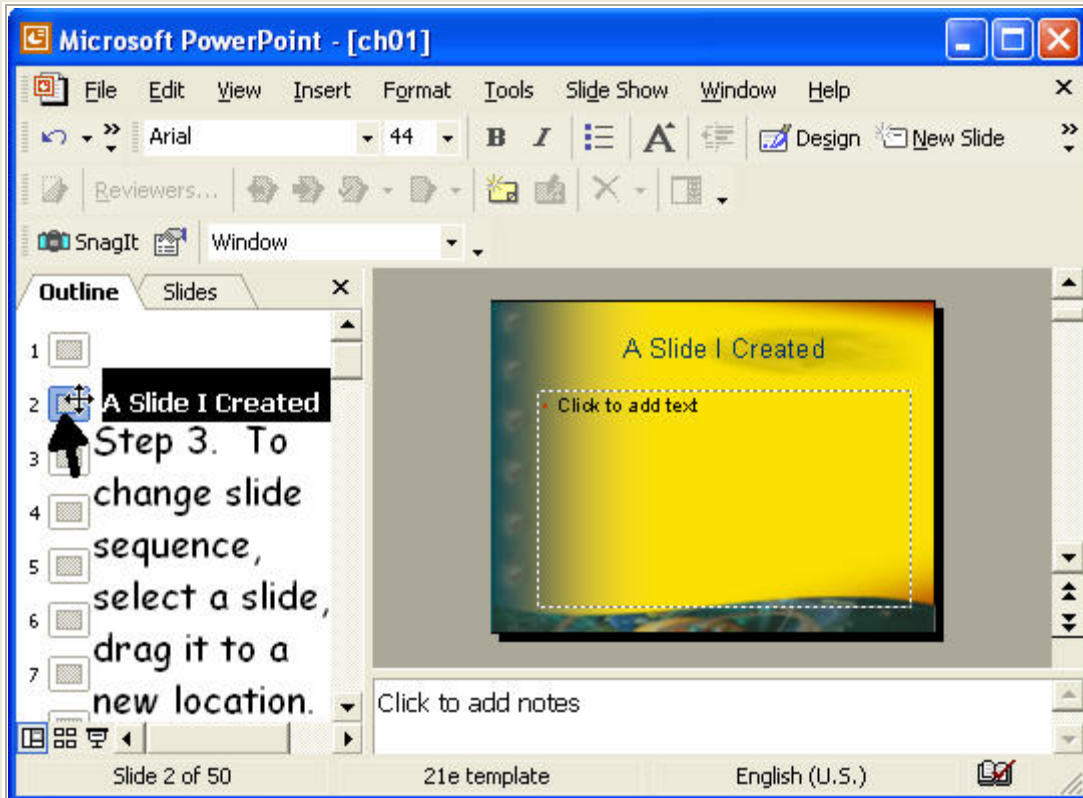 Microsoft PowerPoint - [ch01]
File Edit View Insert Format Tools Slide Show Window Help
Arial 44 B I A Design New Slide
Reviewers...
SnagIt Window
Outline Slides
1
2 A Slide I Created
3
4
5
6
7
Step 3. To
change slide
sequence,
select a slide,
drag it to a
new location.
A Slide I Created
Click to add text
Click to add notes
Slide 2 of 50 21e template English (U.S.)